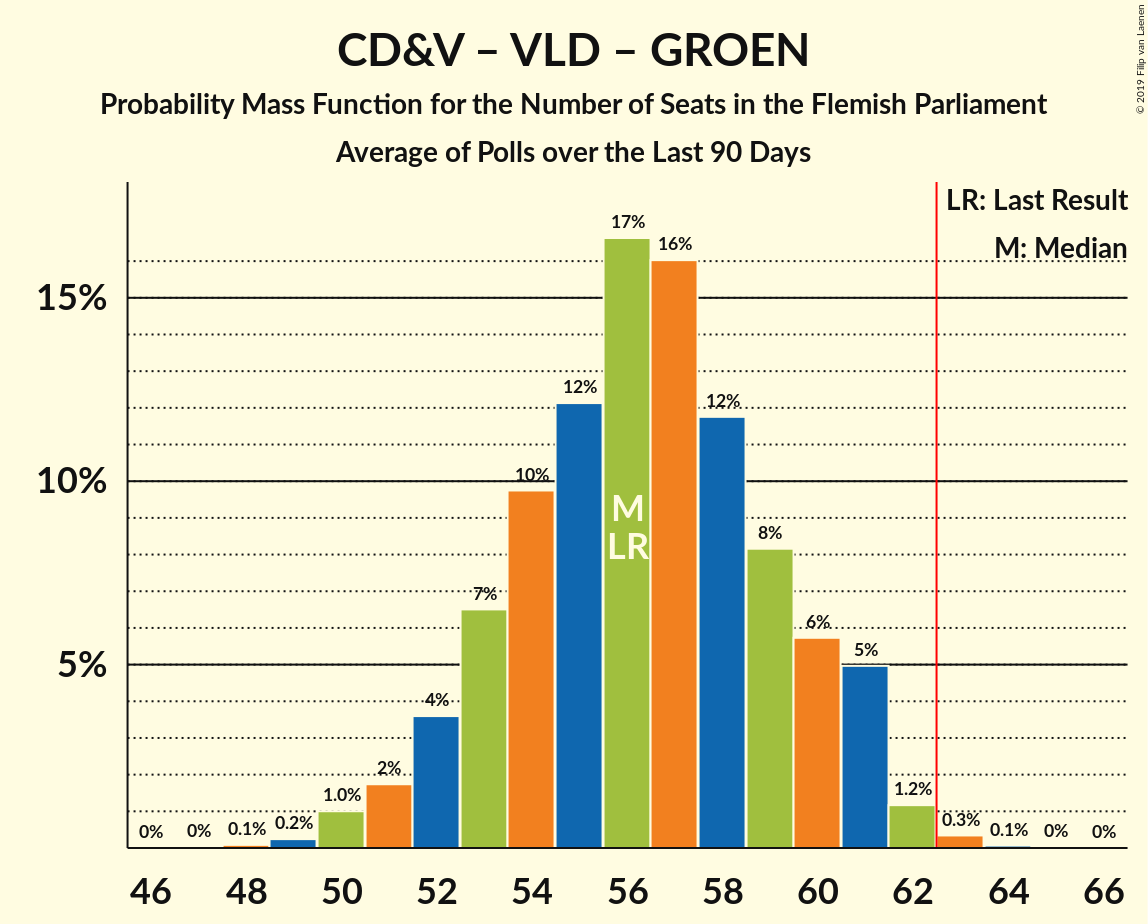 CD&V – VLD – GROEN
Probability Mass Function for the Number of Seats in the Flemish Parliament
Average of Polls over the Last 90 Days
© 2019 Filip van Laenen
LR: Last Result
M: Median
15%
10%
5%
0%
0%
0.1%
0.2%
1.0%
2%
4%
7%
10%
12%
17%
16%
12%
8%
6%
5%
1.2%
0.3%
0.1%
0%
0%
M
LR
46 48 50 52 54 56 58 60 62 64 66